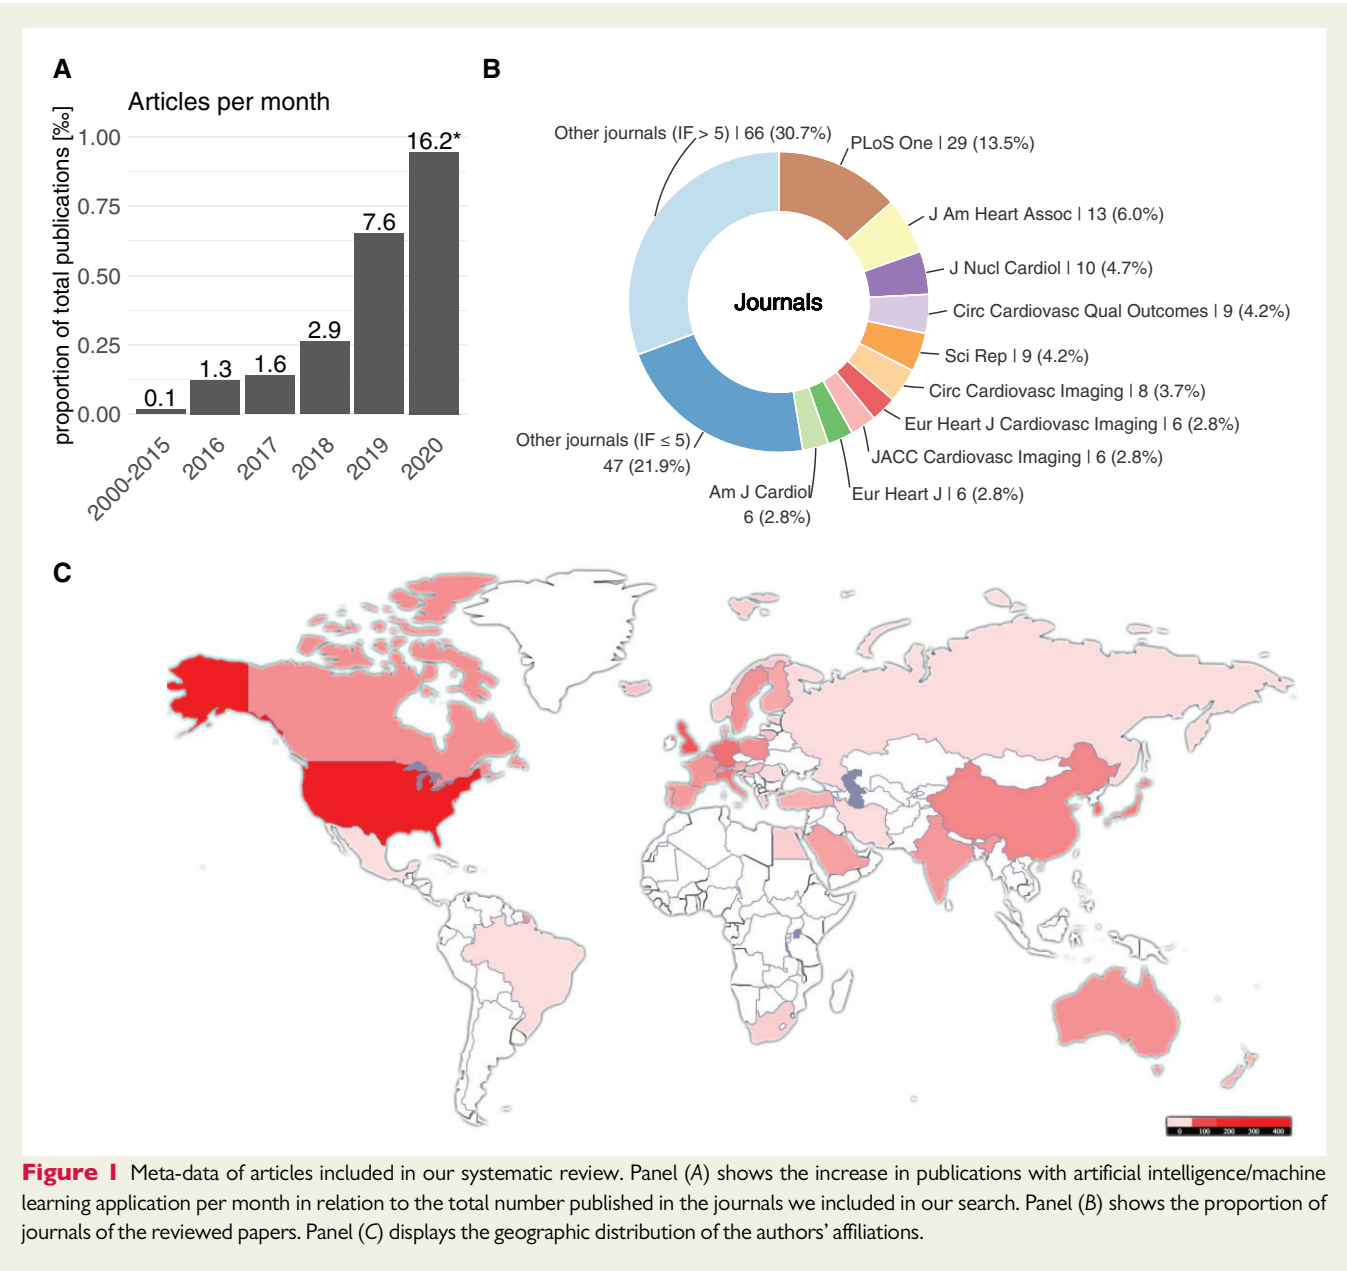 A
Articles per month
proportion of total publications [‰]
1.00
0.75
0.50
0.25
0.00
0.1
1.3
1.6
2.9
7.6
16.2*
2000-2015
2016
2017
2018
2019
2020
B
Other journals (IF > 5) | 66 (30.7%)
PLoS One | 29 (13.5%)
J Am Heart Assoc | 13 (6.0%)
J Nucl Cardiol | 10 (4.7%)
Circ Cardiovasc Qual Outcomes | 9 (4.2%)
Sci Rep | 9 (4.2%)
Circ Cardiovasc Imaging | 8 (3.7%)
Eur Heart J Cardiovasc Imaging | 6 (2.8%)
JACC Cardiovasc Imaging | 6 (2.8%)
Eur Heart J | 6 (2.8%)
Am J Cardiol
6 (2.8%)
Other journals (IF ≤ 5)
47 (21.9%)
Journals
C
0 100 200 300 400
Figure 1 Meta-data of articles included in our systematic review. Panel (A) shows the increase in publications with artificial intelligence/machine
learning application per month in relation to the total number published in the journals we included in our search. Panel (B) shows the proportion of
journals of the reviewed papers. Panel (C) displays the geographic distribution of the authors' affiliations.